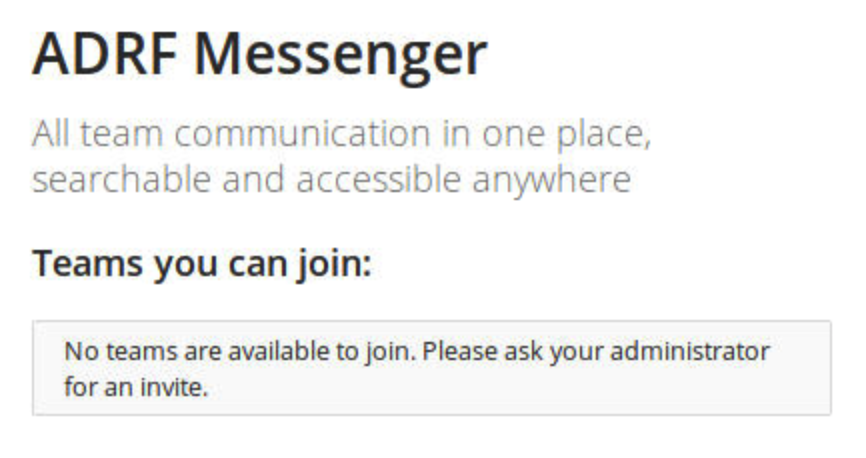 ADRF Messenger
All team communication in one place,
searchable and accessible anywhere
Teams you can join:
No teams are available to join. Please ask your administrator
for an invite.